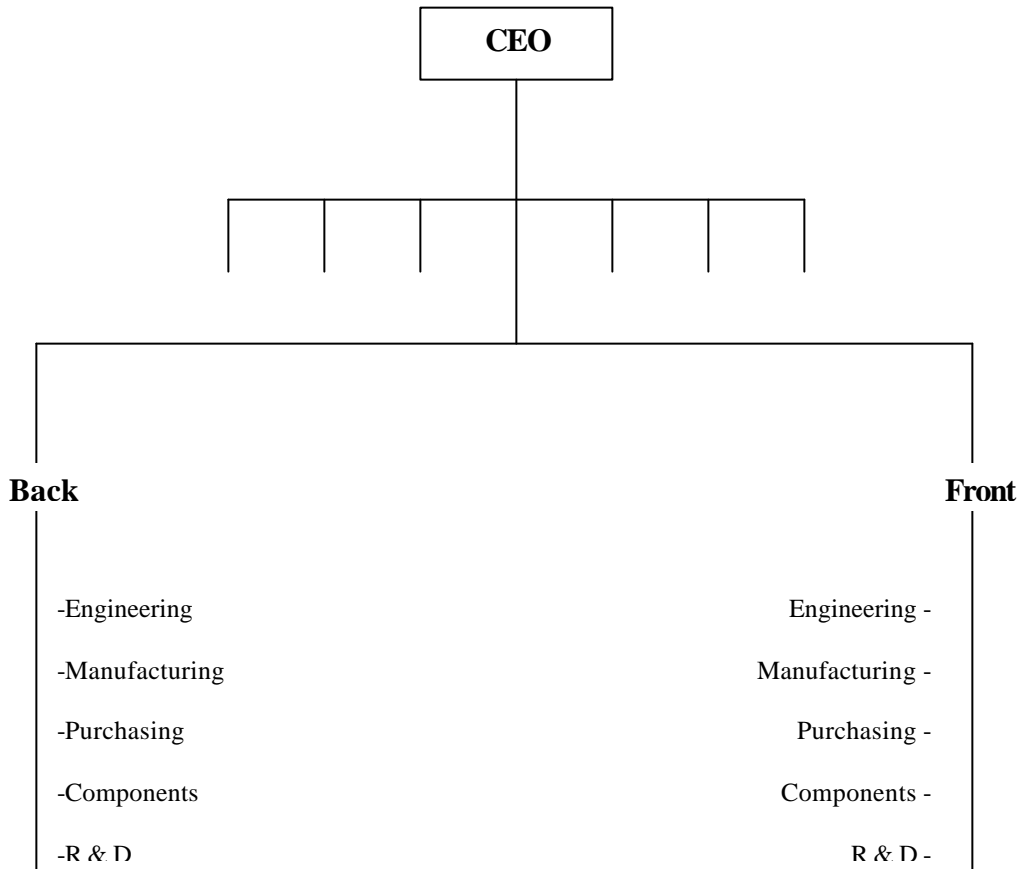 CEO
Back
Front
-Engineering
Engineering -
-Manufacturing
Manufacturing -
-Purchasing
Purchasing -
-Components
Components -
-R & D
R & D -